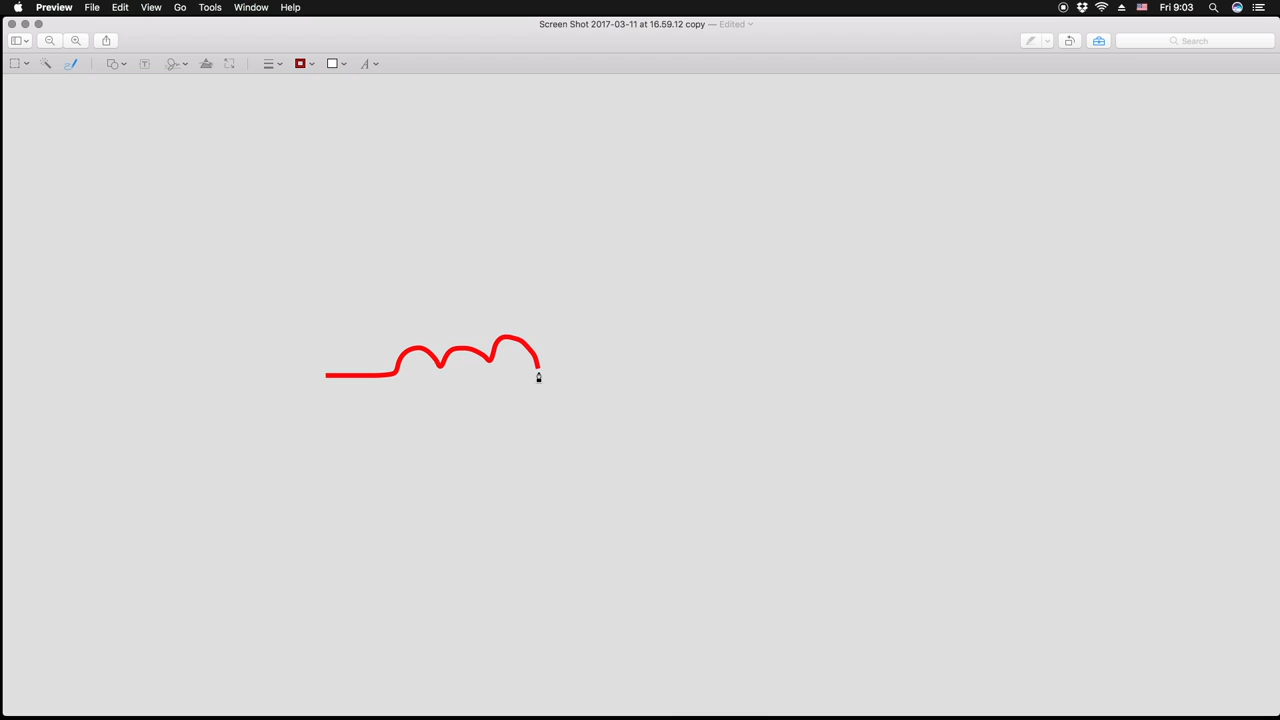 Preview File Edit View Go Tools Window Help Fri 9:03
Screen Shot 2017-03-11 at 16.59.12 copy — Edited
Search
T A